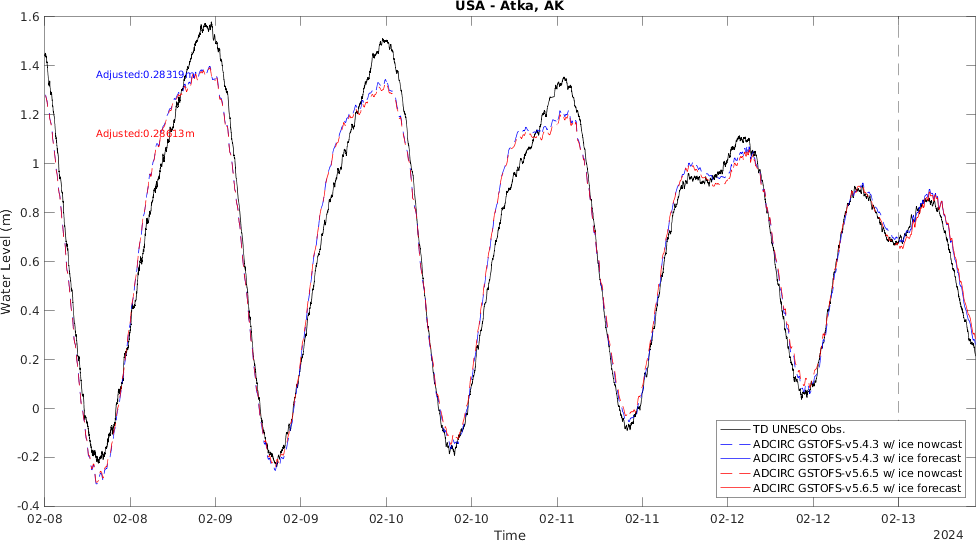 USA - Atka, AK
1.6
1.4
1.2
1
0.8
0.6
0.4
0.2
0
-0.2
-0.4
Water Level (m)
Adjusted:0.28319m
Adjusted:0.28613m
TD UNESCO Obs.
ADCIRC GSTOFS-v5.4.3 w/ ice nowcast
ADCIRC GSTOFS-v5.4.3 w/ ice forecast
ADCIRC GSTOFS-v5.6.5 w/ ice nowcast
ADCIRC GSTOFS-v5.6.5 w/ ice forecast
02-08 02-08 02-09 02-09 02-10 02-10 02-11 02-11 02-12 02-12 02-13
Time
2024